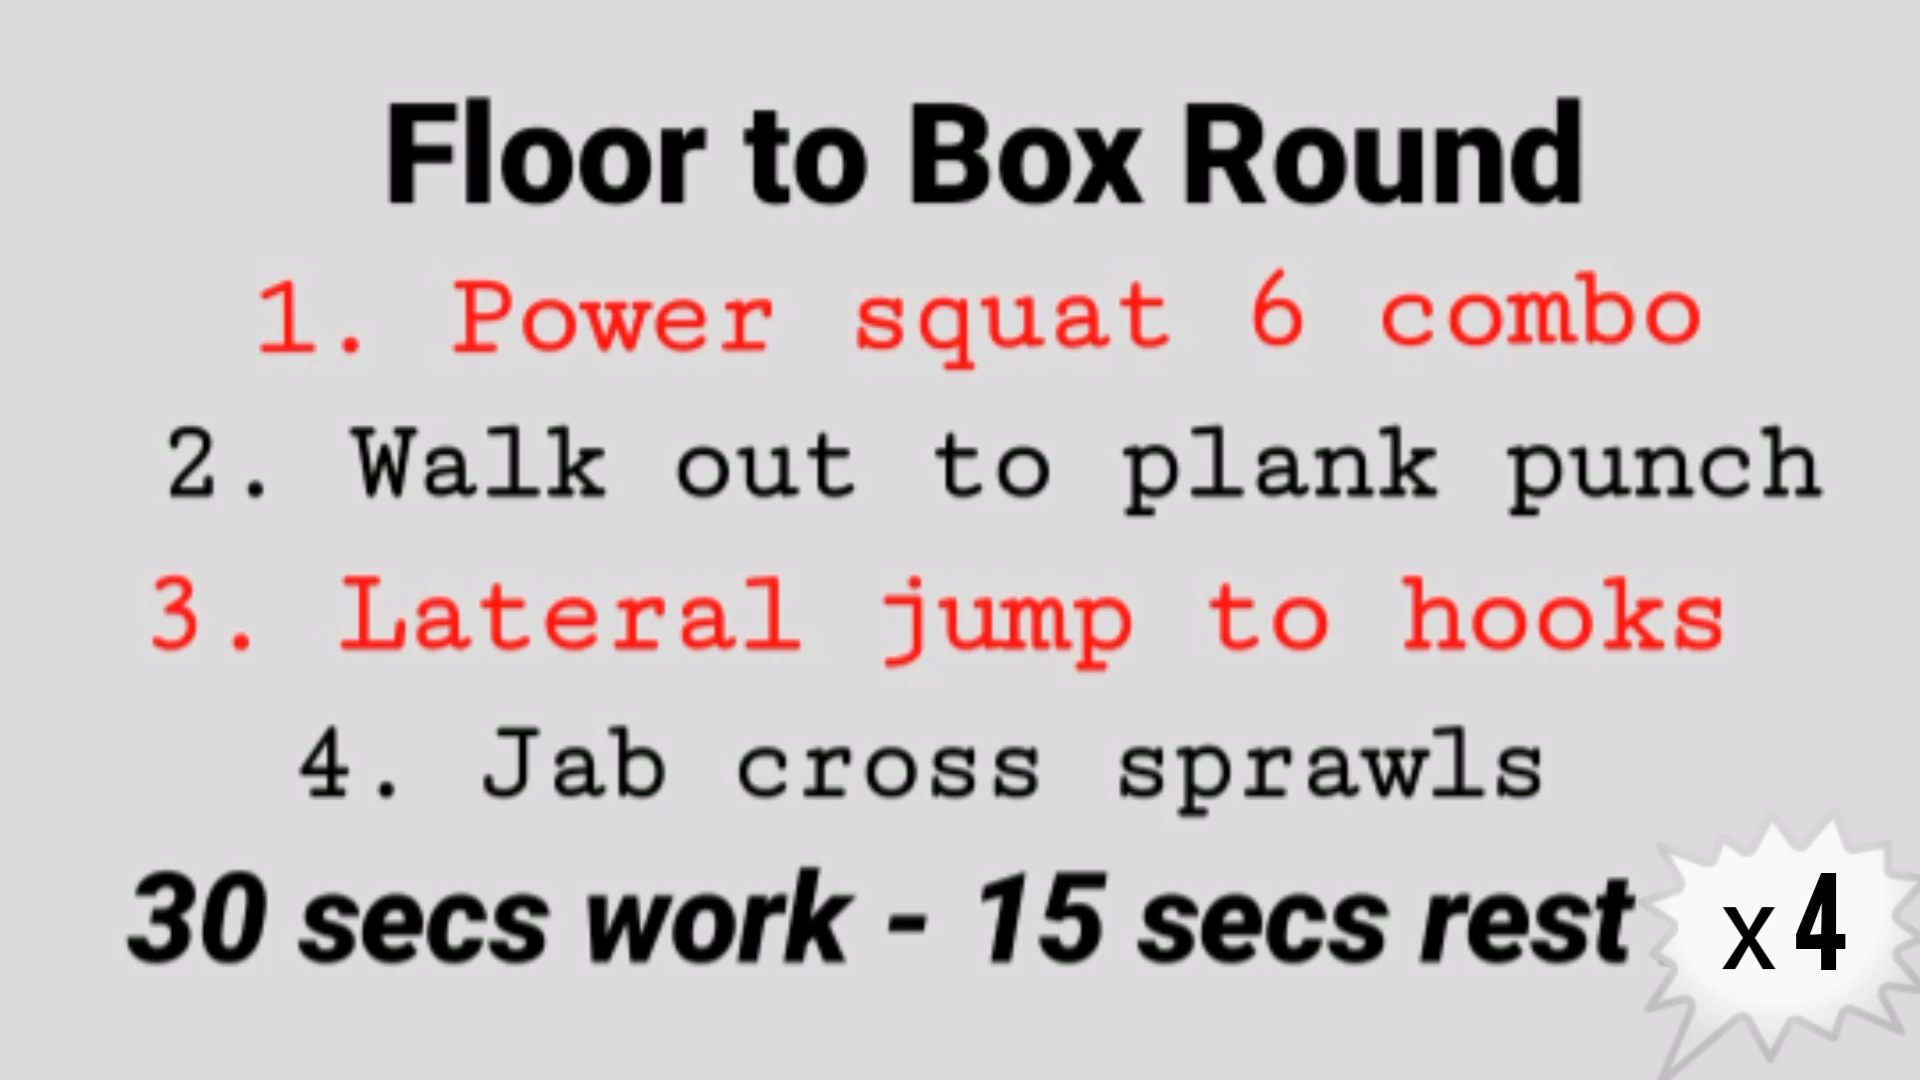 Floor to Box Round
1. Power squat 6 combo
2. Walk out to plank punch
3. Lateral jump to hooks
4. Jab cross sprawls
30 secs work - 15 secs rest
x 4